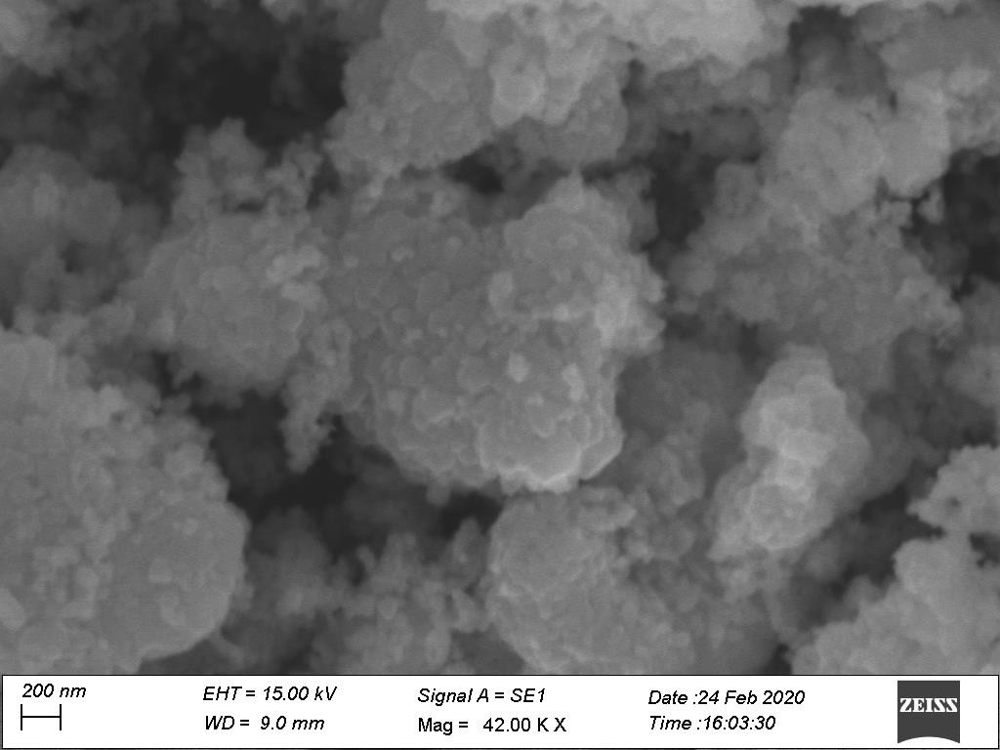 200 nm
EHT = 15.00 kV
Signal A = SE1
Date :24 Feb 2020
WD = 9.0 mm
Mag = 42.00 K X
Time :16:03:30
ZEISS